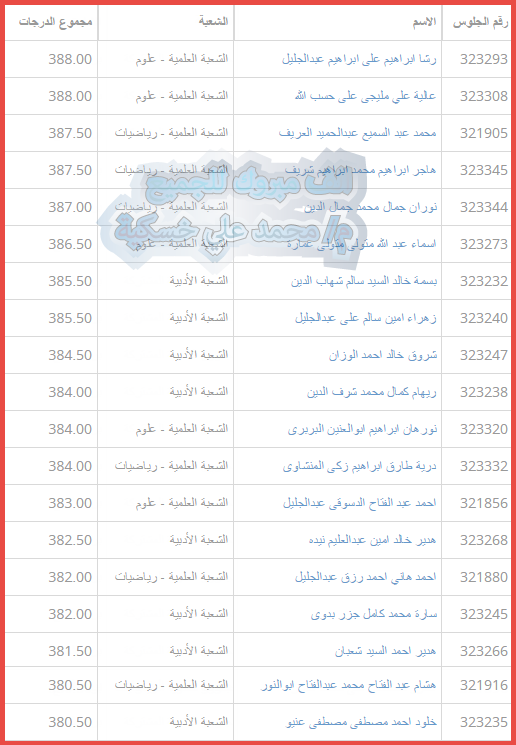 رقم الجلوس الاسم الشعبة مجموع الدرجات
323293 رشا ابراهيم على ابراهيم عبدالجليل الشعبة العلمية - علوم 388.00
323308 عالية علي مليجى على حسب الله الشعبة العلمية - علوم 388.00
321905 محمد عبد السميع عبدالحميد العريف الشعبة العلمية - رياضيات 387.50
323345 هاجر ابراهيم محمد ابراهيم شريف الشعبة العلمية - رياضيات 387.50
الف مبروك للجميع
323344 نوران جمال محمد جمال الدين الشعبة العلمية - رياضيات 387.00
أ/ محمد علي خسكية
323273 اسماء عبد الله متولى متولى عمارة الشعبة العلمية - علوم 386.50
323232 بسمة خالد السيد سالم شهاب الدين الشعبة الأدبية 385.50
323240 زهراء امين سالم على عبدالجليل الشعبة الأدبية 385.50
323247 شروق خالد احمد الوزان الشعبة الأدبية 384.50
323238 ريهام كمال محمد شرف الدين الشعبة الأدبية 384.00
323320 نورهان ابراهيم ابوالعنين البربرى الشعبة العلمية - علوم 384.00
323332 درية طارق ابراهيم زكى المنشاوى الشعبة العلمية - رياضيات 384.00
321856 احمد عبد الفتاح الدسوقى عبدالجليل الشعبة العلمية - علوم 383.00
323268 هدير خالد امين عبدالعليم نيده الشعبة الأدبية 382.50
321880 احمد هاني احمد رزق عبدالجليل الشعبة العلمية - رياضيات 382.00
323245 سارة محمد كامل جزر بدوى الشعبة الأدبية 382.00
323266 هدير احمد السيد شعبان الشعبة الأدبية 381.50
321916 هشام عبد الفتاح محمد عبدالفتاح ابوالنور الشعبة العلمية - رياضيات 380.50
323235 خلود احمد مصطفى مصطفى عنيو الشعبة الأدبية 380.50